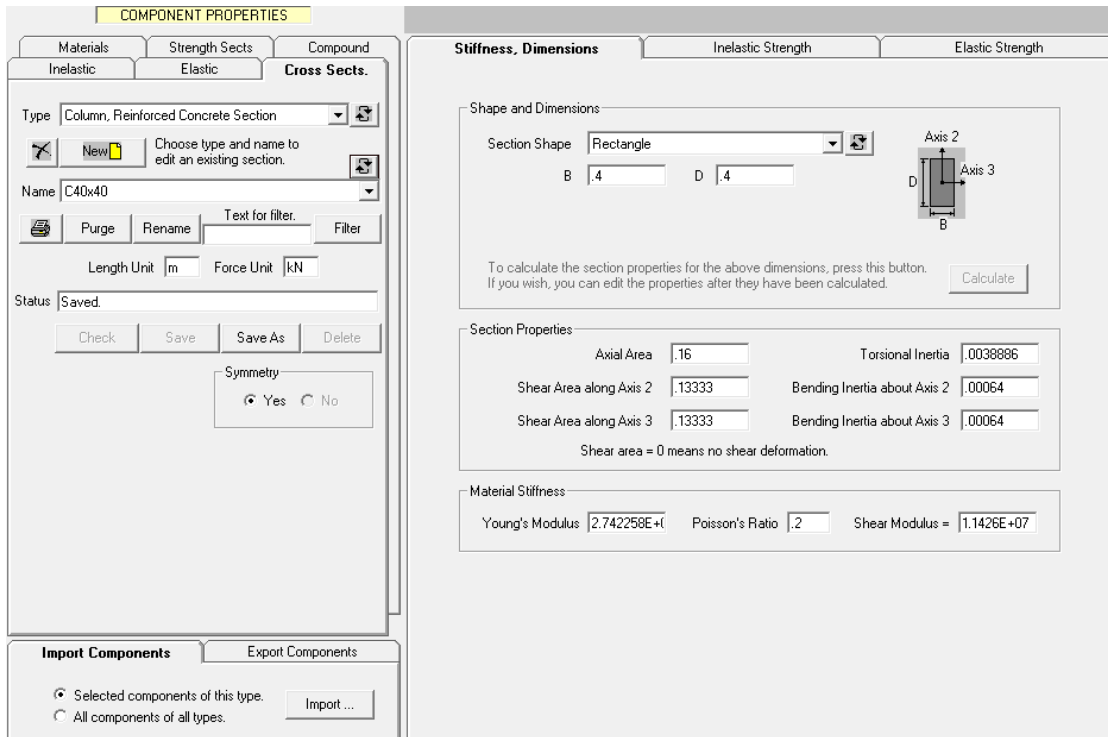 COMPONENT PROPERTIES
Materials Strength Sects Compound
Inelastic Elastic Cross Sects.
Type Column, Reinforced Concrete Section
New Choose type and name to
edit an existing section.
Name C40x40
Text for filter.
Purge Rename Filter
Length Unit m Force Unit kN
Status Saved.
Check Save Save As Delete
Symmetry
Yes No
Import Components Export Components
Selected components of this type.
All components of all types.
Import ...
Stiffness, Dimensions Inelastic Strength Elastic Strength
Shape and Dimensions
Section Shape Rectangle
B .4 D .4
Axis 2
Axis 3
D
B
To calculate the section properties for the above dimensions, press this button.
If you wish, you can edit the properties after they have been calculated.
Calculate
Section Properties
Axial Area .16 Torsional Inertia .0038886
Shear Area along Axis 2 .13333 Bending Inertia about Axis 2 .00064
Shear Area along Axis 3 .13333 Bending Inertia about Axis 3 .00064
Shear area = 0 means no shear deformation.
Material Stiffness
Young's Modulus 2.742258E+ Poisson's Ratio .2 Shear Modulus = 1.1426E+07